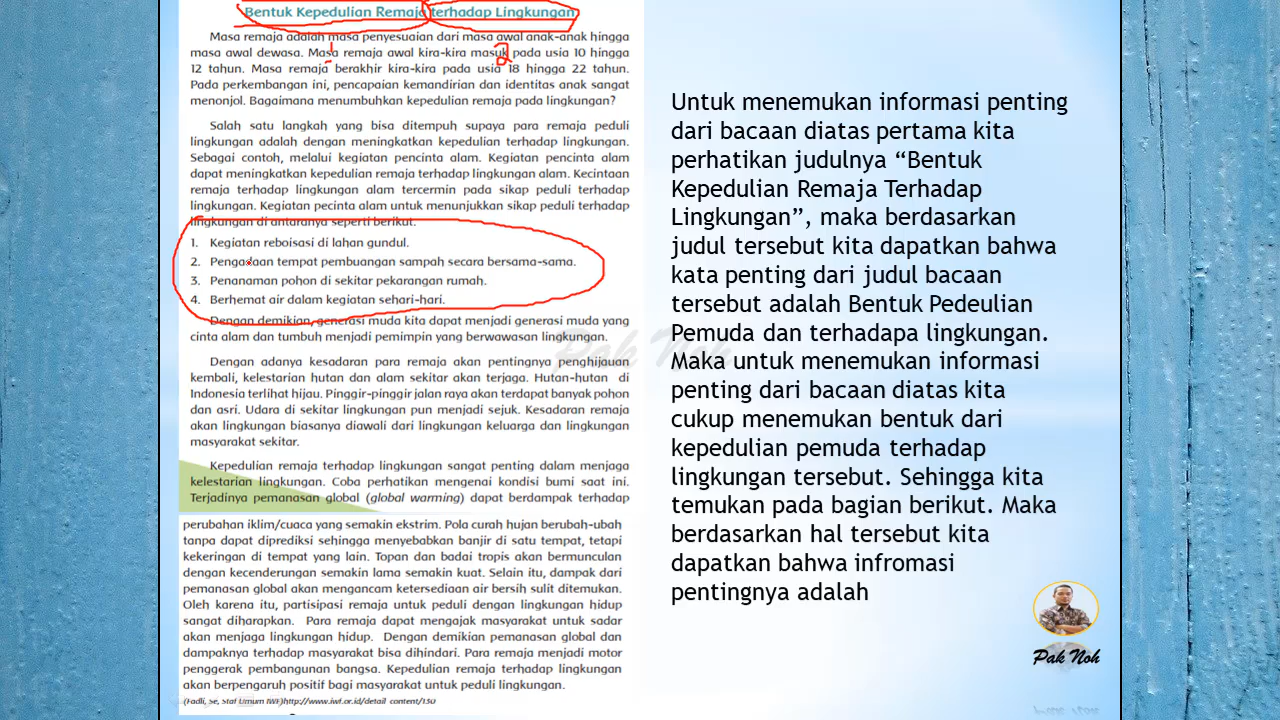 Bentuk Kepedulian Remaja terhadap Lingkungan
Masa remaja adalah masa penyesuaian dari masa awal anak-anak hingga
masa awal dewasa. Masa remaja awal kira-kira masuk pada usia 10 hingga
12 tahun. Masa remaja berakhir kira-kira pada usia 18 hingga 22 tahun.
Pada perkembangan ini, pencapaian kemandirian dan identitas anak sangat
menonjol. Bagaimana menumbuhkan kepedulian remaja pada lingkungan?
Salah satu langkah yang bisa ditempuh supaya para remaja peduli
lingkungan adalah dengan meningkatkan kepedulian terhadap lingkungan.
Sebagai contoh, melalui kegiatan pencinta alam. Kegiatan pencinta alam
dapat meningkatkan kepedulian remaja terhadap lingkungan alam. Kecintaan
remaja terhadap lingkungan alam tercermin pada sikap peduli terhadap
lingkungan. Kegiatan pecinta alam untuk menunjukkan sikap peduli terhadap
lingkungan di antaranya seperti berikut.
1. Kegiatan reboisasi di lahan gundul.
2. Pengadaan tempat pembuangan sampah secara bersama-sama.
3. Penanaman pohon di sekitar pekarangan rumah.
4. Berhemat air dalam kegiatan sehari-hari.
Dengan demikian, generasi muda kita dapat menjadi generasi muda yang
cinta alam dan tumbuh menjadi pemimpin yang berwawasan lingkungan.
Dengan adanya kesadaran para remaja akan pentingnya penghijauan
kembali, kelestarian hutan dan alam sekitar akan terjaga. Hutan-hutan di
Indonesia terlihat hijau. Pinggir-pinggir jalan raya akan terdapat banyak pohon
dan asri. Udara di sekitar lingkungan pun menjadi sejuk. Kesadaran remaja
akan lingkungan biasanya diawali dari lingkungan keluarga dan lingkungan
masyarakat sekitar.
Kepedulian remaja terhadap lingkungan sangat penting dalam menjaga
kelestarian lingkungan. Coba perhatikan mengenai kondisi bumi saat ini.
Terjadinya pemanasan global (global warming) dapat berdampak terhadap
perubahan iklim/cuaca yang semakin ekstrim. Pola curah hujan berubah-ubah
tanpa dapat diprediksi sehingga menyebabkan banjir di satu tempat, tetapi
kekeringan di tempat yang lain. Topan dan badai tropis akan bermunculan
dengan kecenderungan semakin lama semakin kuat. Selain itu, dampak dari
pemanasan global akan mengancam ketersediaan air bersih sulit ditemukan.
Oleh karena itu, partisipasi remaja untuk peduli dengan lingkungan hidup
sangat diharapkan. Para remaja dapat mengajak masyarakat untuk sadar
akan menjaga lingkungan hidup. Dengan demikian pemanasan global dan
dampaknya terhadap masyarakat bisa dihindari. Para remaja menjadi motor
penggerak pembangunan bangsa. Kepedulian remaja terhadap lingkungan
akan berpengaruh positif bagi masyarakat untuk peduli lingkungan.
(Fadli, Se, Staf Umum IWF)http://www.iwf.or.id/detail_content/130
1
2
Untuk menemukan informasi penting
dari bacaan diatas pertama kita
perhatikan judulnya “Bentuk
Kepedulian Remaja Terhadap
Lingkungan”, maka berdasarkan
judul tersebut kita dapatkan bahwa
kata penting dari judul bacaan
tersebut adalah Bentuk Pedeulian
Pemuda dan terhadapa lingkungan.
Maka untuk menemukan informasi
penting dari bacaan diatas kita
cukup menemukan bentuk dari
kepedulian pemuda terhadap
lingkungan tersebut. Sehingga kita
temukan pada bagian berikut. Maka
berdasarkan hal tersebut kita
dapatkan bahwa infromasi
pentingnya adalah
Pak Noh
Pak Noh